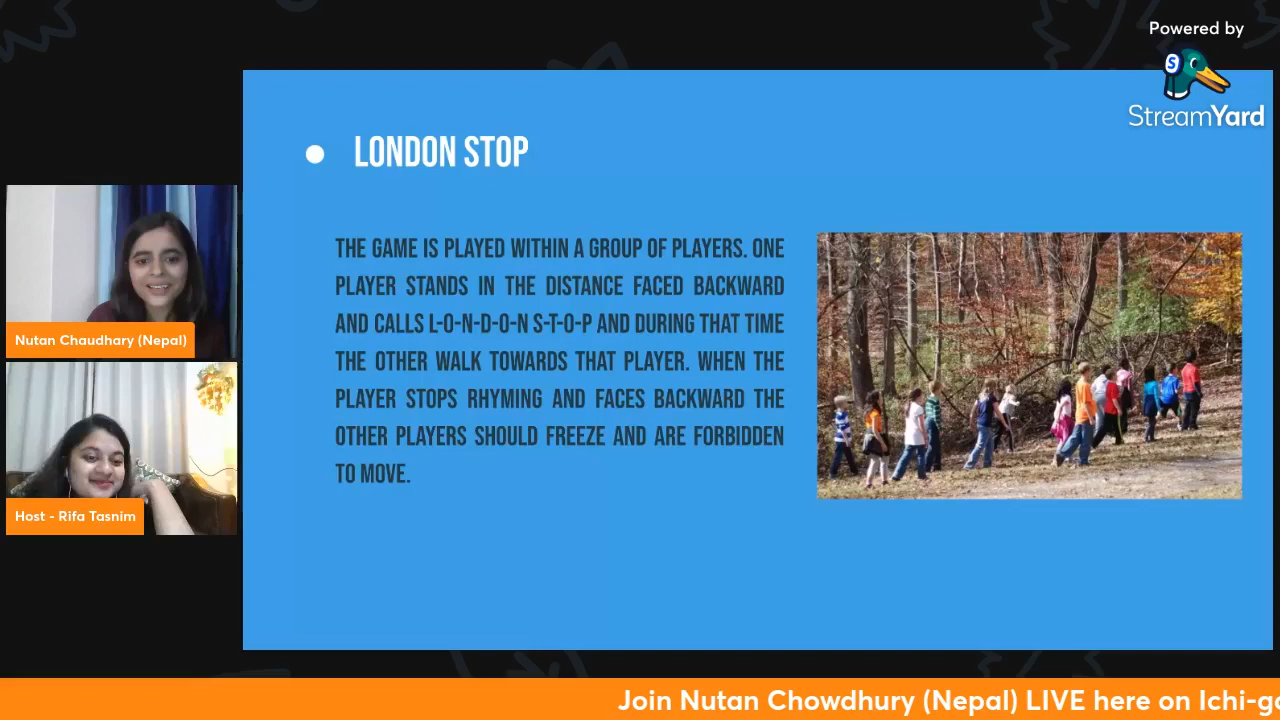 Powered by
StreamYard
LONDON STOP
THE GAME IS PLAYED WITHIN A GROUP OF PLAYERS. ONE
PLAYER STANDS IN THE DISTANCE FACED BACKWARD
AND CALLS L-O-N-D-O-N S-T-O-P AND DURING THAT TIME
THE OTHER WALK TOWARDS THAT PLAYER. WHEN THE
PLAYER STOPS RHYMING AND FACES BACKWARD THE
OTHER PLAYERS SHOULD FREEZE AND ARE FORBIDDEN
TO MOVE.
Nutan Chaudhary (Nepal)
Host - Rifa Tasnim
Join Nutan Chowdhury (Nepal) LIVE here on Ichi-go